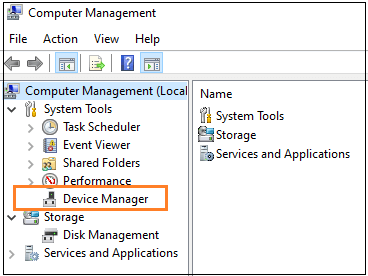 Computer Management
File Action View Help
Computer Management (Local
System Tools
Task Scheduler
Event Viewer
Shared Folders
Performance
Device Manager
Storage
Disk Management
Services and Applications
Name
System Tools
Storage
Services and Applications